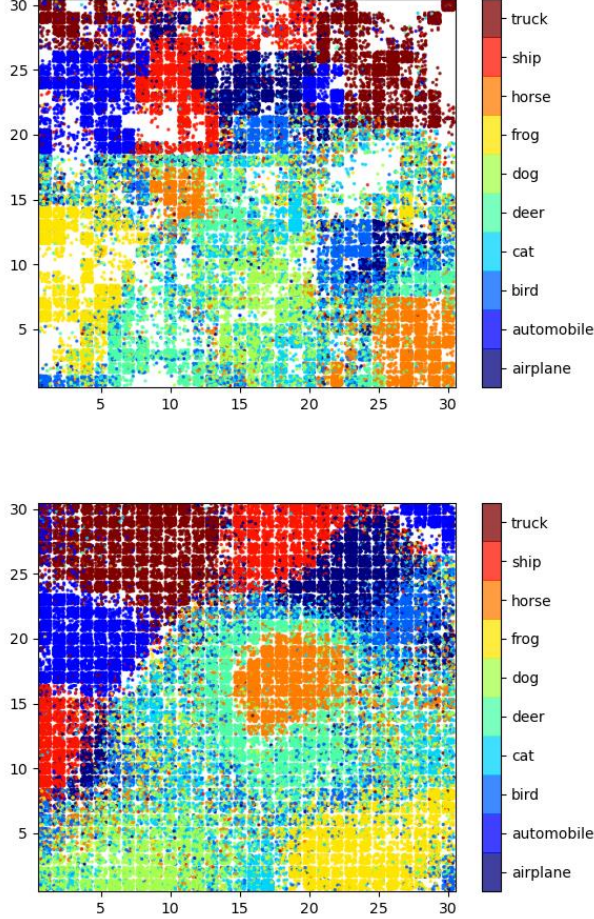 30
25
20
15
10
5
5 10 15 20 25 30
truck
ship
horse
frog
dog
deer
cat
bird
automobile
airplane
30
25
20
15
10
5
5 10 15 20 25 30
truck
ship
horse
frog
dog
deer
cat
bird
automobile
airplane